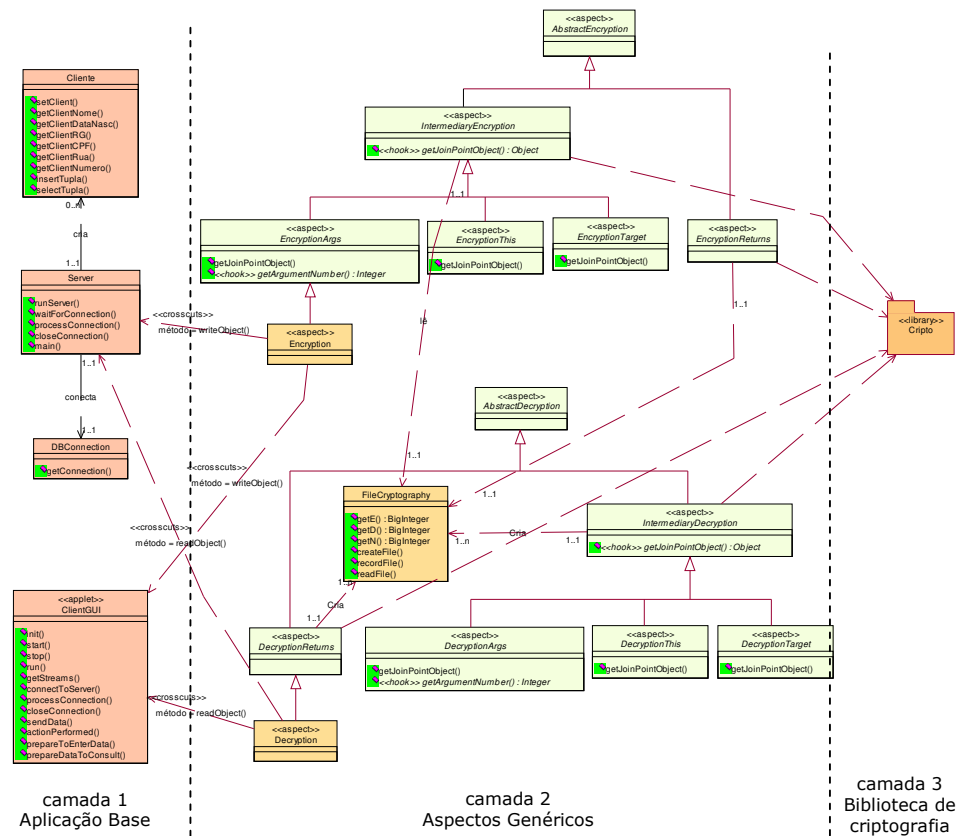 <<aspect>>
AbstractEncryption
Cliente
setClient()
getClientNome()
getClientDataNasc()
getClientRG()
getClientCPF()
getClientRua()
getClientNumero()
insertTupla()
selectTupla()
<<aspect>>
IntermediaryEncryption
<<hook>> getJoinPointObject() : Object
1..1
0..n
cria
1..1
<<aspect>>
EncryptionArgs
getJoinPointObject()
<<hook>> getArgumentNumber() : Integer
<<aspect>>
EncryptionThis
getJoinPointObject()
<<aspect>>
EncryptionTarget
getJoinPointObject()
<<aspect>>
EncryptionReturns
1..1
Server
runServer()
waitForConnection()
processConnection()
closeConnection()
main()
1..1
<<crosscuts>>
método = writeObject()
<<aspect>>
Encryption
lê
<<library>>
Cripto
conecta
1..1
DBConnection
getConnection()
<<aspect>>
AbstractDecryption
<<crosscuts>>
método = writeObject()
1..1
1..1
<<crosscuts>>
método = readObject()
FileCryptography
getE() : BigInteger
getD() : BigInteger
getN() : BigInteger
createFile()
recordFile()
readFile()
1..n
Cria
1..1
<<aspect>>
IntermediaryDecryption
<<hook>> getJoinPointObject() : Object
1..n
Cria
1..1
<<applet>>
ClientGUI
init()
start()
stop()
run()
getStreams()
connectToServer()
processConnection()
closeConnection()
sendData()
actionPerformed()
prepareToEnterData()
prepareDataToConsult()
<<aspect>>
DecryptionReturns
<<aspect>>
DecryptionArgs
getJoinPointObject()
<<hook>> getArgumentNumber() : Integer
<<aspect>>
DecryptionThis
getJoinPointObject()
<<aspect>>
DecryptionTarget
getJoinPointObject()
<<crosscuts>>
método = readObject()
<<aspect>>
Decryption
camada 1
Aplicação Base
camada 2
Aspectos Genéricos
camada 3
Biblioteca de
criptografia